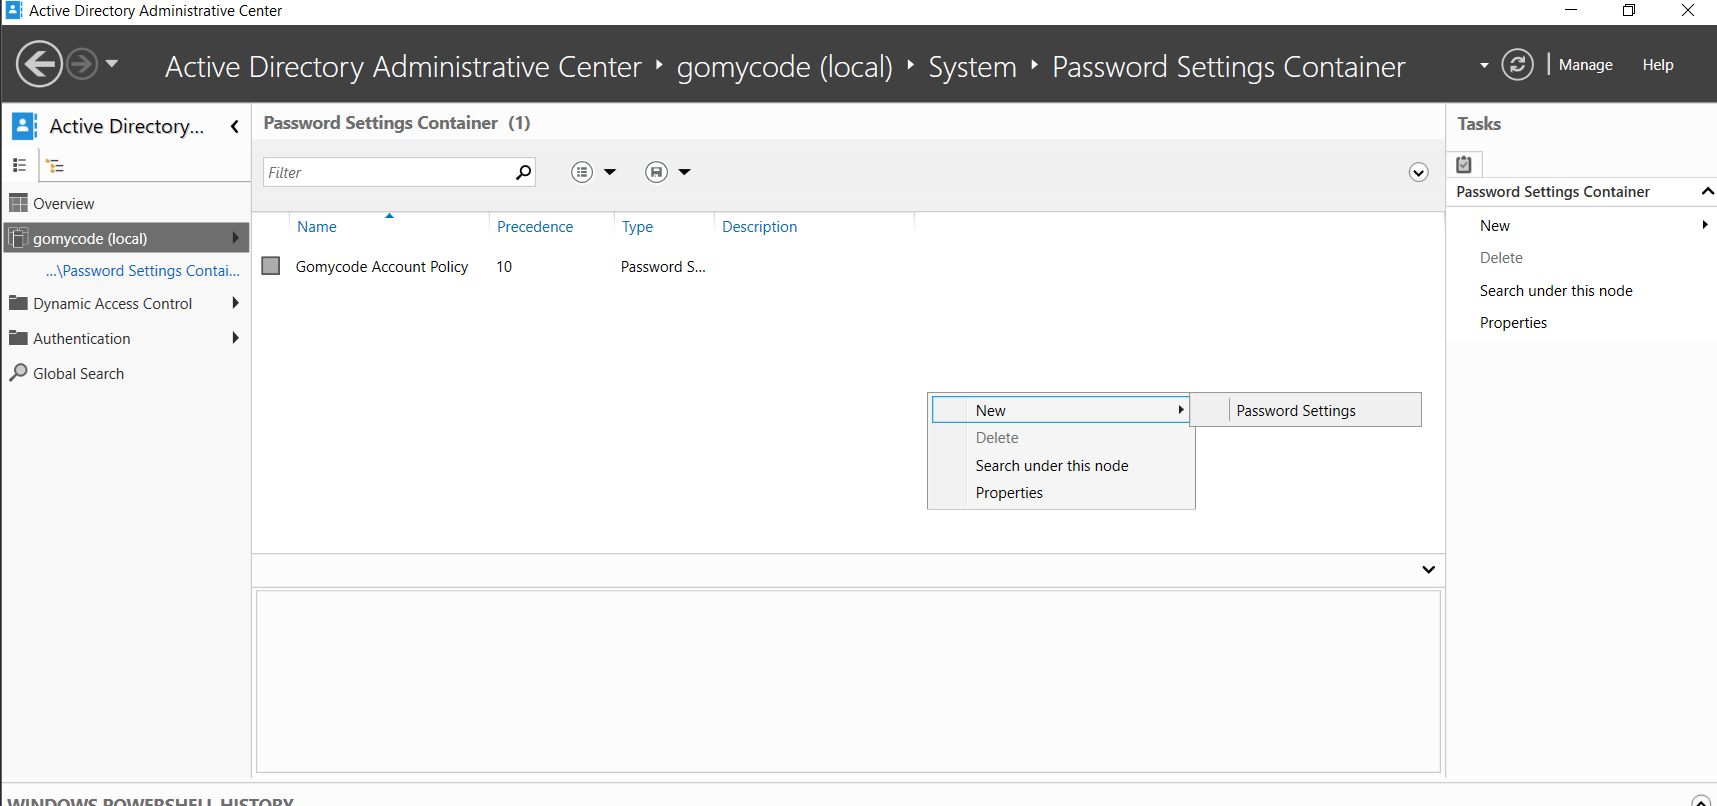 Active Directory Administrative Center
Active Directory Administrative Center ‣ gomycode (local) ‣ System ‣ Password Settings Container
Manage
Help
Active Directory...
Overview
gomycode (local)
...\Password Settings Contai...
Dynamic Access Control
Authentication
Global Search
Password Settings Container (1)
Filter
Name Precedence Type Description
Gomycode Account Policy 10 Password S...
New
Password Settings
Delete
Search under this node
Properties
Tasks
Password Settings Container
New
Delete
Search under this node
Properties
WINDOWS POWERSHELL HISTORY